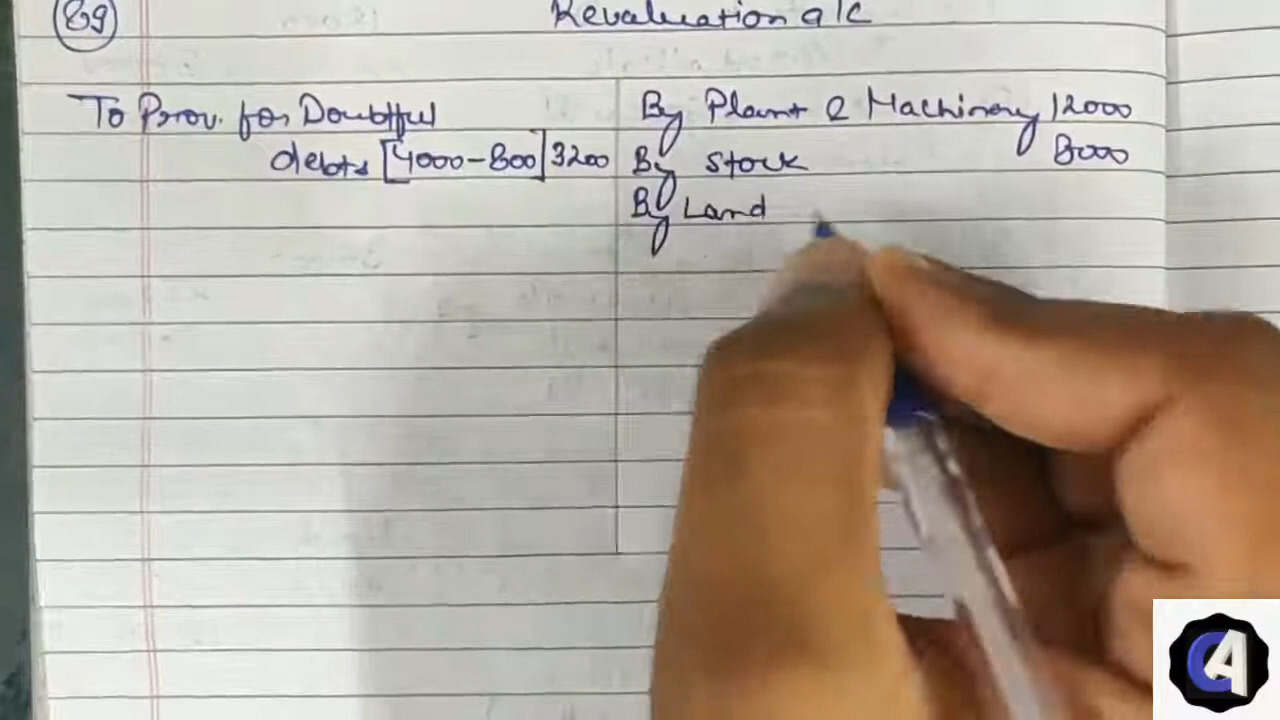 89
Revaluation a/c
To Prov. for Doubtful
debts [4000-800] 3200
By Plant & Machinery 12000
By Stock 8000
By Land
CA